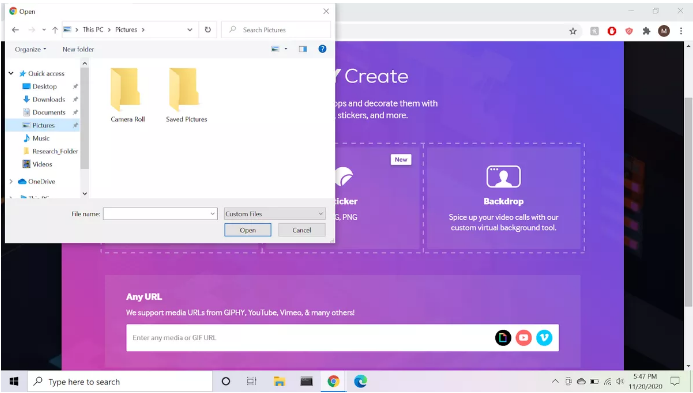 Open
This PC > Pictures >
Search Pictures
Organize
New folder
Quick access
Desktop
Downloads
Documents
Pictures
Music
Research_Folder
Videos
OneDrive
Camera Roll
Saved Pictures
File name:
Custom Files
Open
Cancel
M
Y Create
ops and decorate them with
stickers, and more.
New
ticker
G, PNG
Backdrop
Spice up your video calls with our
custom virtual background tool.
Any URL
We support media URLs from GIPHY, YouTube, Vimeo, & many others!
Enter any media or GIF URL
Type here to search
5:47 PM
11/20/2020